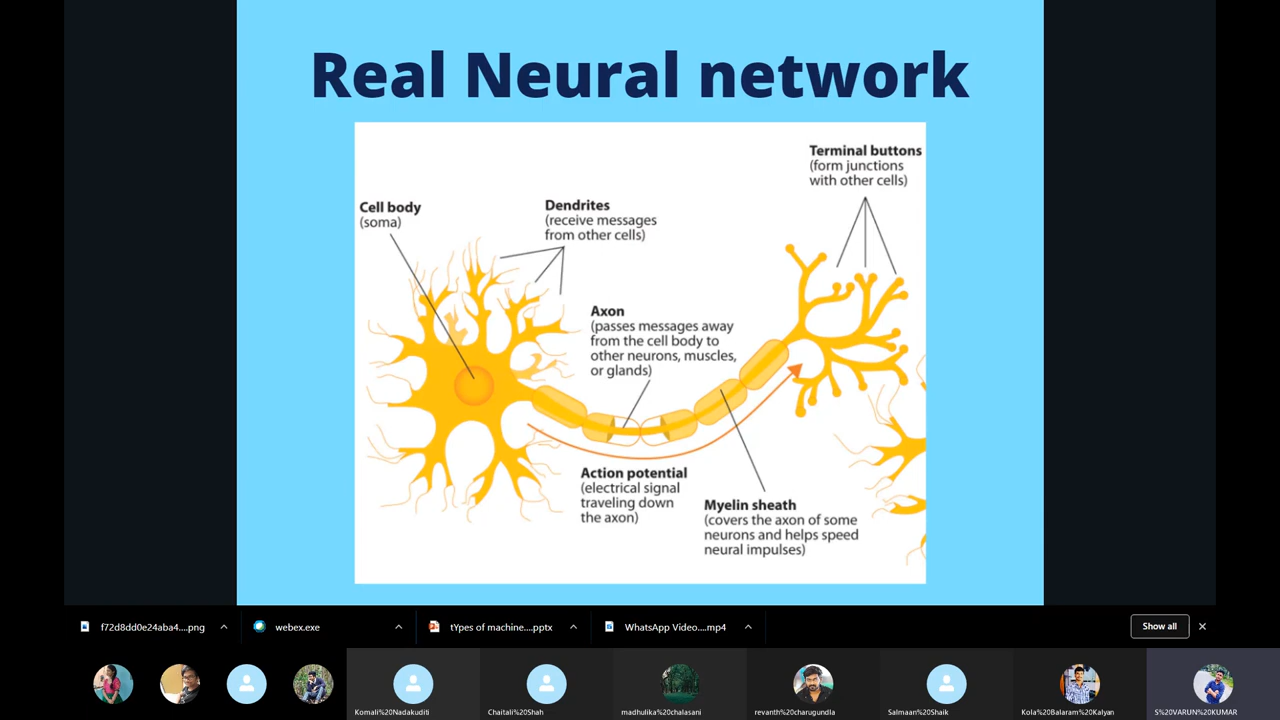 Real Neural network
Terminal buttons
(form junctions
with other cells)
Cell body
(soma)
Dendrites
(receive messages
from other cells)
Axon
(passes messages away
from the cell body to
other neurons, muscles,
or glands)
Action potential
(electrical signal
traveling down
the axon)
Myelin sheath
(covers the axon of some
neurons and helps speed
neural impulses)
f72d8dd0e24aba4....png
webex.exe
tYpes of machine....pptx
WhatsApp Video....mp4
Show all
Komali%20Nadakuditi
Chaitali%20Shah
madhulika%20chalasani
revanth%20charugundla
Salmaan%20Shaik
Kola%20Balaram%20Kalyan
S%20VARUN%20KUMAR